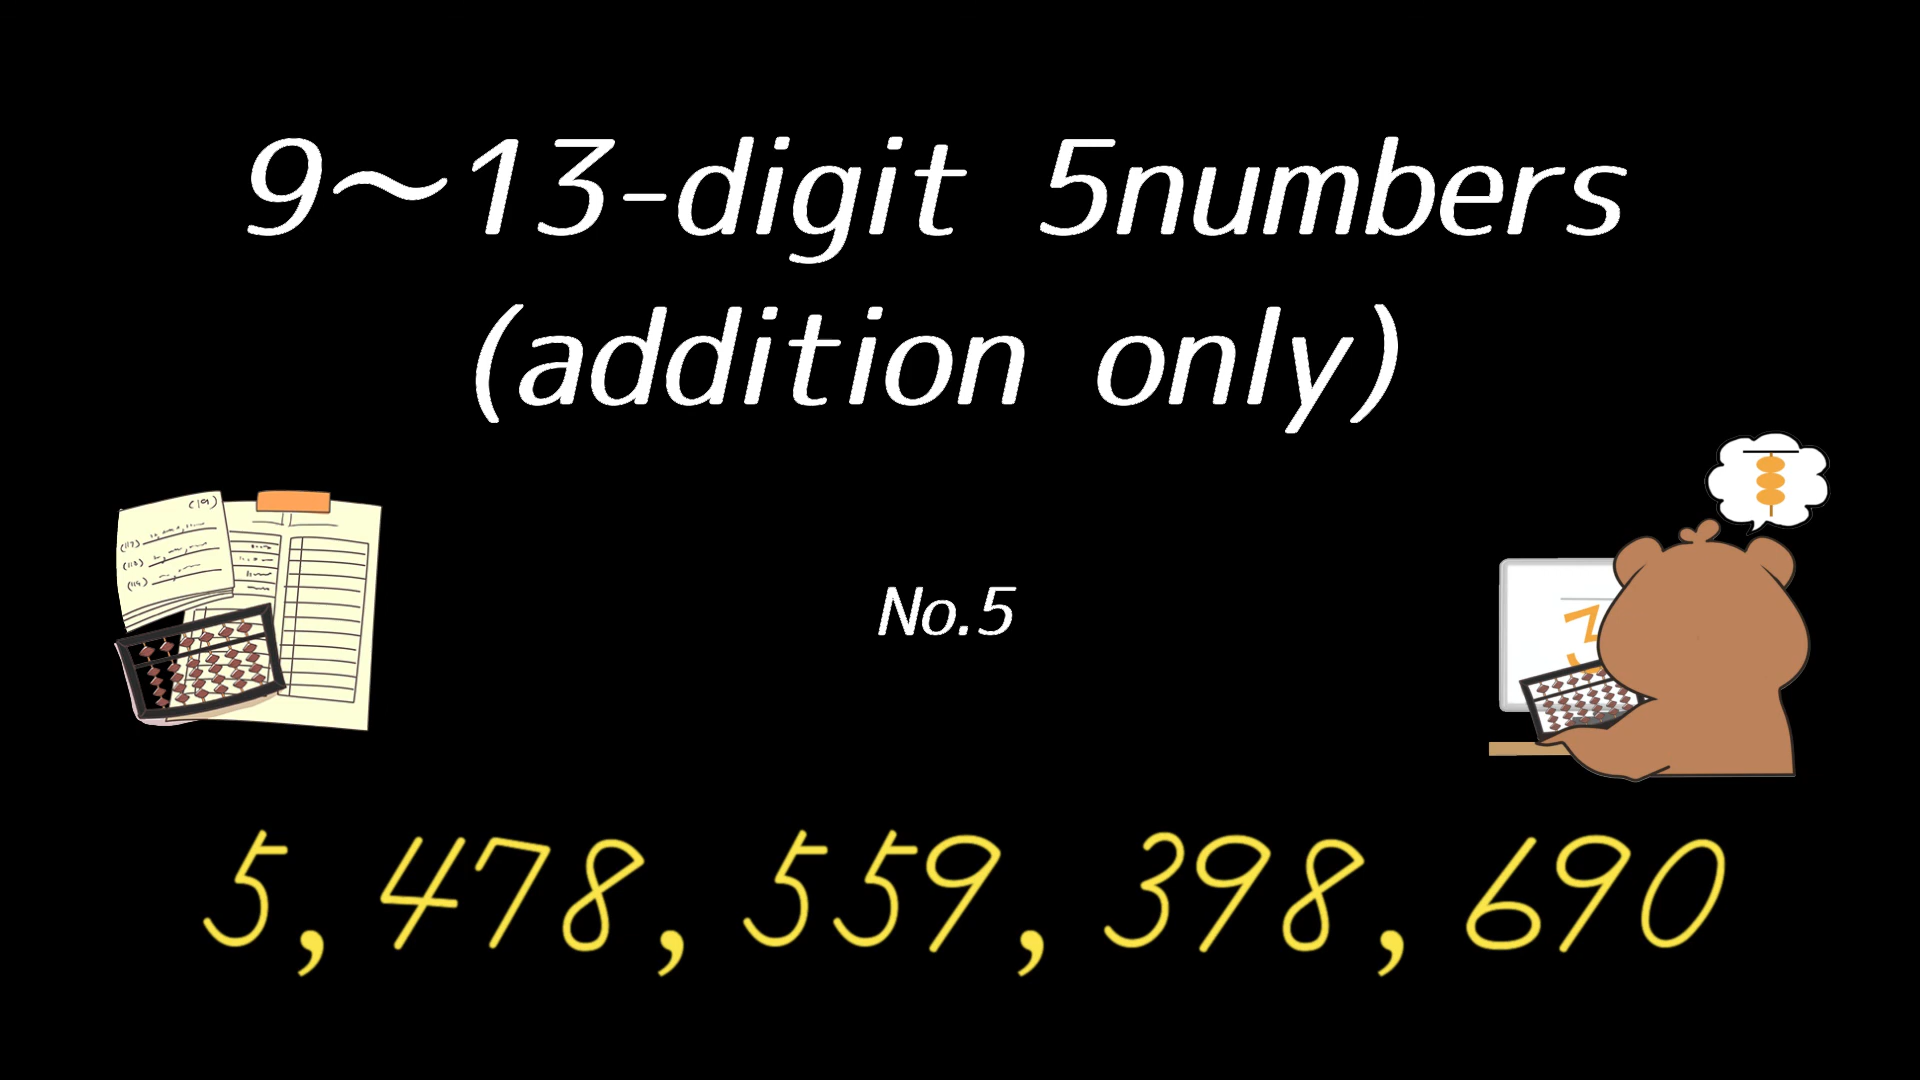 9～13-digit 5numbers
(addition only)
No.5
5,478,559,398,690